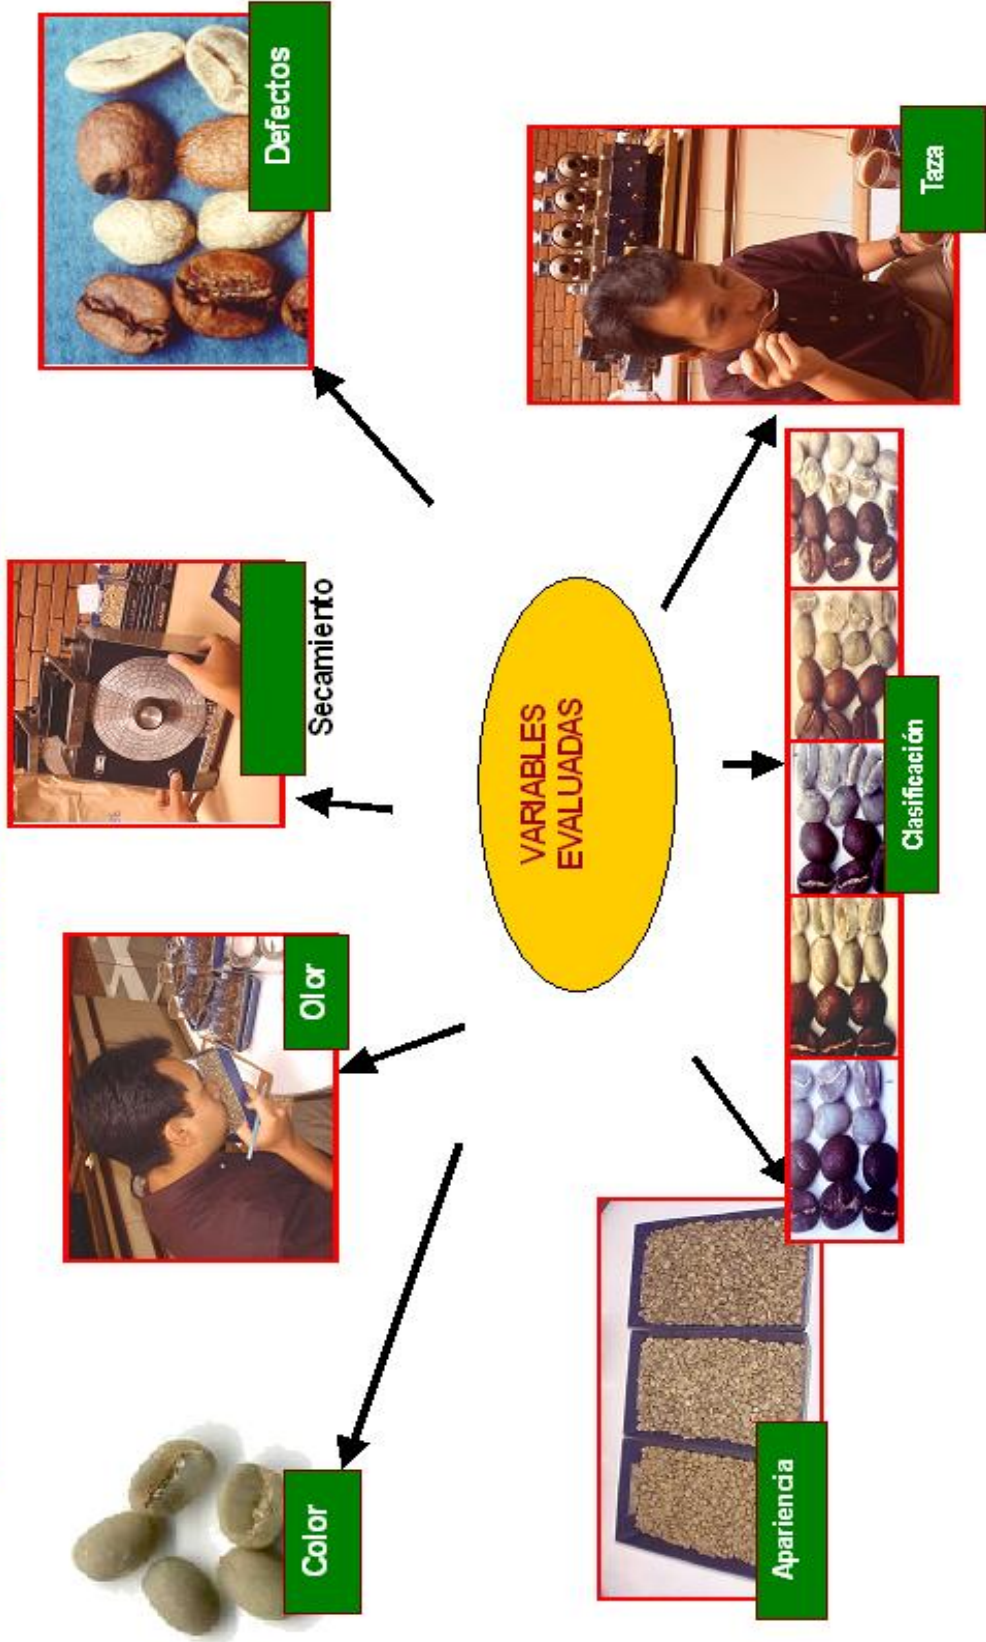 Color
Olor
Secamiento
Defectos
VARIABLES
EVALUADAS
Apariencia
Clasificación
Taza